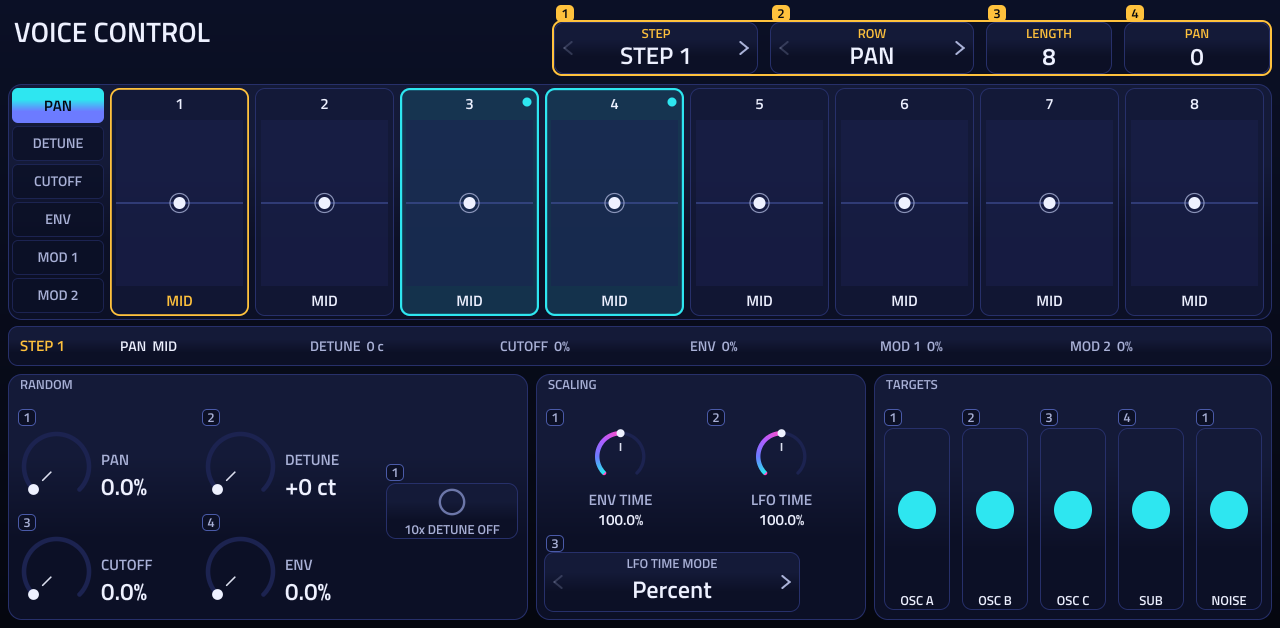 VOICE CONTROL
1
STEP
STEP 1
2
ROW
PAN
3
LENGTH
8
4
PAN
0
PAN
DETUNE
CUTOFF
ENV
MOD 1
MOD 2
1
MID
2
MID
3
MID
4
MID
5
MID
6
MID
7
MID
8
MID
STEP 1 PAN MID DETUNE 0 c CUTOFF 0% ENV 0% MOD 1 0% MOD 2 0%
RANDOM
1
PAN
0.0%
2
DETUNE
+0 ct
3
CUTOFF
0.0%
4
ENV
0.0%
1
10x DETUNE OFF
SCALING
1
ENV TIME
100.0%
2
LFO TIME
100.0%
3
LFO TIME MODE
Percent
TARGETS
1
OSC A
2
OSC B
3
OSC C
4
SUB
1
NOISE